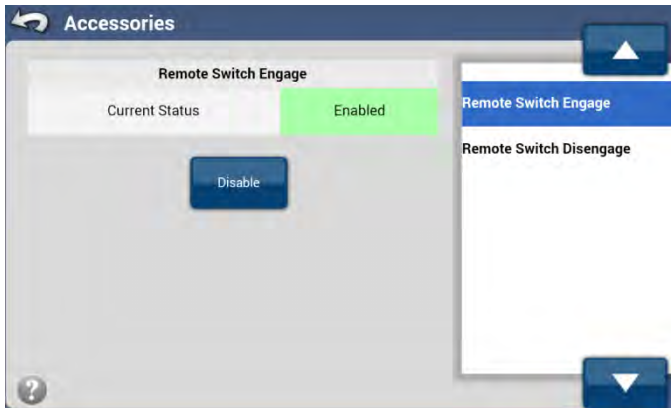 Accessories
Remote Switch Engage
Current Status Enabled
Disable
Remote Switch Engage
Remote Switch Disengage
?